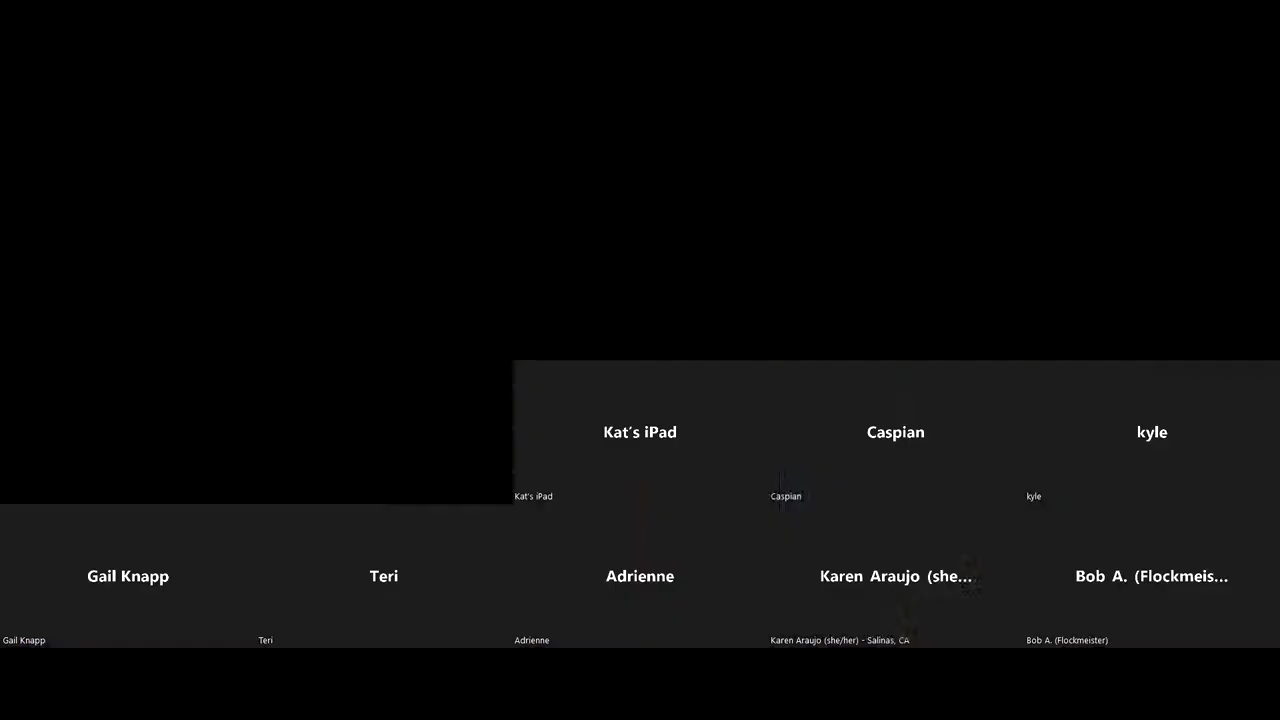 Kat's iPad
Caspian
kyle
Kat's iPad
Caspian
kyle
Gail Knapp
Teri
Adrienne
Karen Araujo (she...
Bob A. (Flockmeis...
Gail Knapp
Teri
Adrienne
Karen Araujo (she/her) - Salinas, CA
Bob A. (Flockmeister)